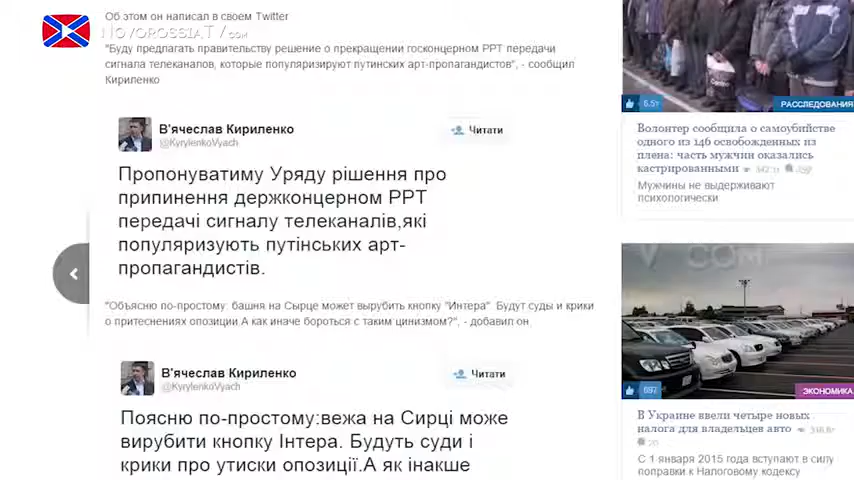 Об этом он написал в своем Twitter
NOVOROSSIATV.COM
"Буду предлагать правительству решение о прекращении госконцерном РРТ передачи
сигнала телеканалов, которые популяризируют путинских арт-пропагандистов", - сообщил
Кириленко
В'ячеслав Кириленко
@KyrylenkoVyach
Читати
Пропонуватиму Уряду рішення про
припинення держконцерном РРТ
передачі сигналу телеканалів,які
популяризують путінських арт-
пропагандистів.
"Объясню по-простому: башня на Сырце может вырубить кнопку "Интера" Будут суды и крики
о притеснениях оппозиции.А как иначе бороться с таким цинизмом?", - добавил он
В'ячеслав Кириленко
@KyrylenkoVyach
Читати
Поясню по-простому:вежа на Сирці може
вирубити кнопку Інтера. Будуть суди і
крики про утиски опозиції.А як інакше
РАССЛЕДОВАНИЯ
Волонтер сообщила о самоубийстве
одного из 146 освобожденных из
плена: часть мужчин оказались
кастрированными
Мужчины не выдерживают
психологически
697
ЭКОНОМИКА
В Украине ввели четыре новых
налога для владельцев авто
С 1 января 2015 года вступают в силу
поправки к Налоговому кодексу